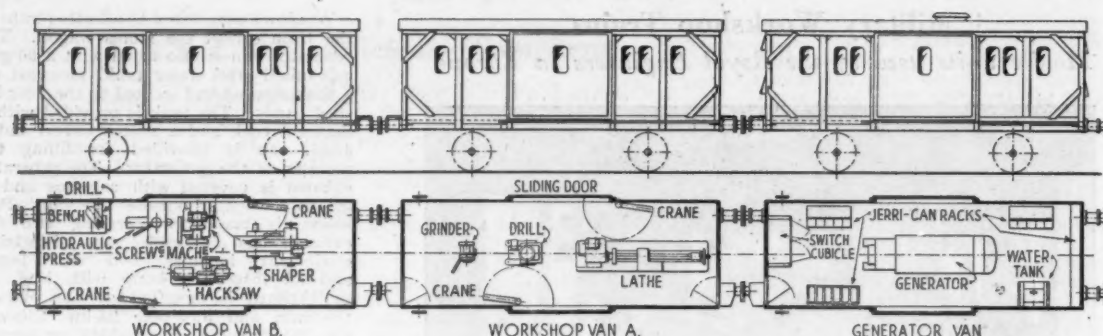 DRILL
BENCH
HYDRAULIC
PRESS
SCREWG MACHE
CRANE
SHAPER
HACKSAW
CRANE
WORKSHOP VAN B.
SLIDING DOOR
CRANE
GRINDER
DRILL
LATHE
CRANE
WORKSHOP VAN A.
JERRI-CAN RACKS
SWITCH
CUBICLE
GENERATOR
WATER
TANK
GENERATOR VAN